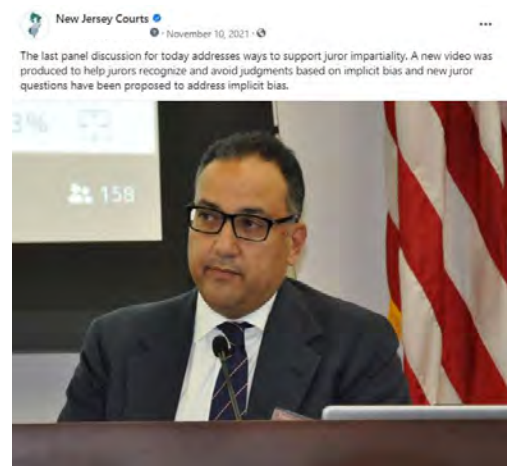 New Jersey Courts
November 10, 2021 ·
The last panel discussion for today addresses ways to support juror impartiality. A new video was
produced to help jurors recognize and avoid judgments based on implicit bias and new juror
questions have been proposed to address implicit bias.
3%
158